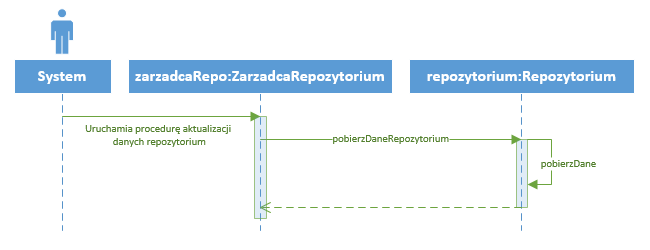 System
zarzadcaRepo:ZarzadcaRepozytorium
repozytorium:Repozytorium
Uruchamia procedurę aktualizacji
danych repozytorium
pobierzDaneRepozytorium
pobierzDane